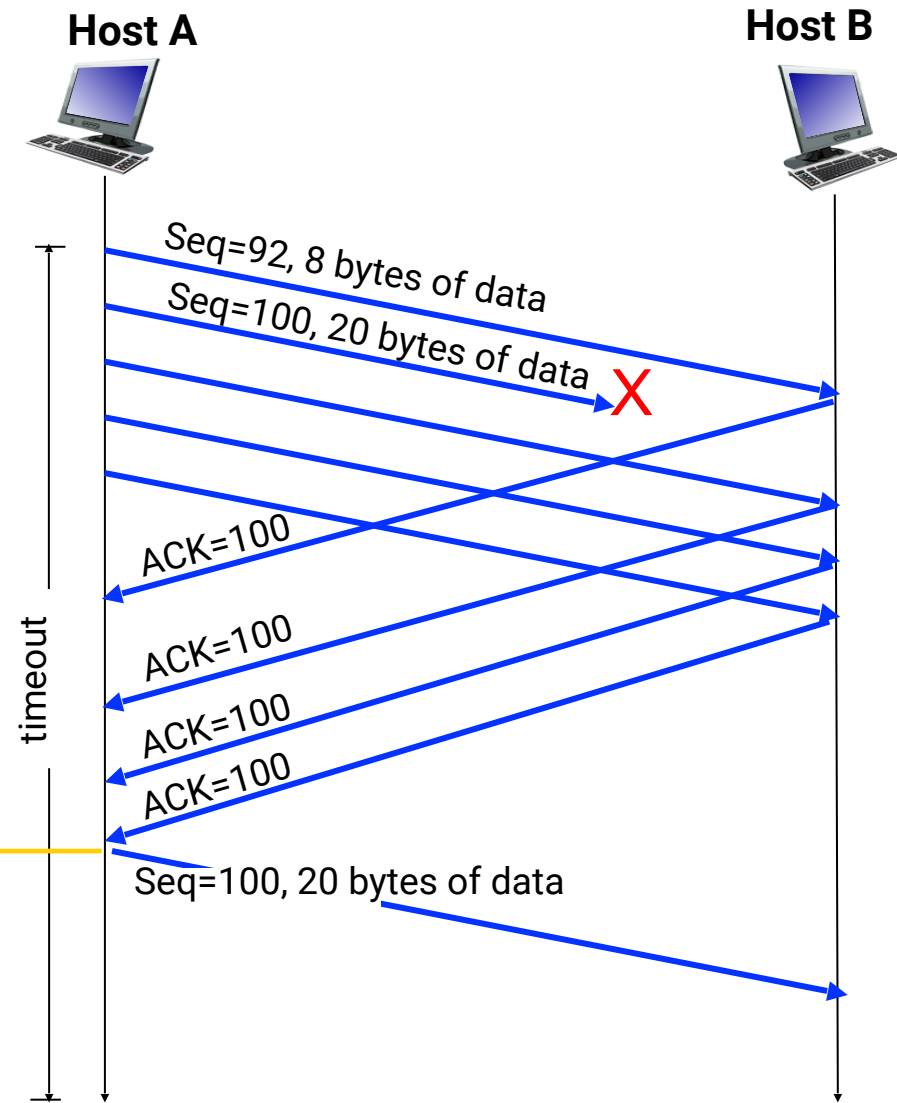 Host A
Host B
Seq=92, 8 bytes of data
Seq=100, 20 bytes of data
X
ACK=100
ACK=100
ACK=100
ACK=100
timeout
Seq=100, 20 bytes of data